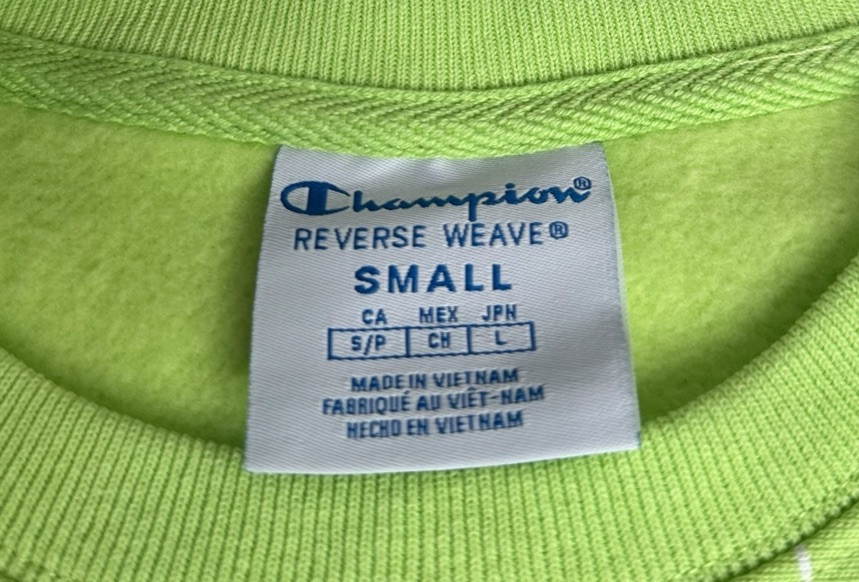 Champion®
REVERSE WEAVE®
SMALL
CA MEX JPN
S/P CH L
MADE IN VIETNAM
FABRIQUÉ AU VIÊT-NAM
HECHO EN VIETNAM